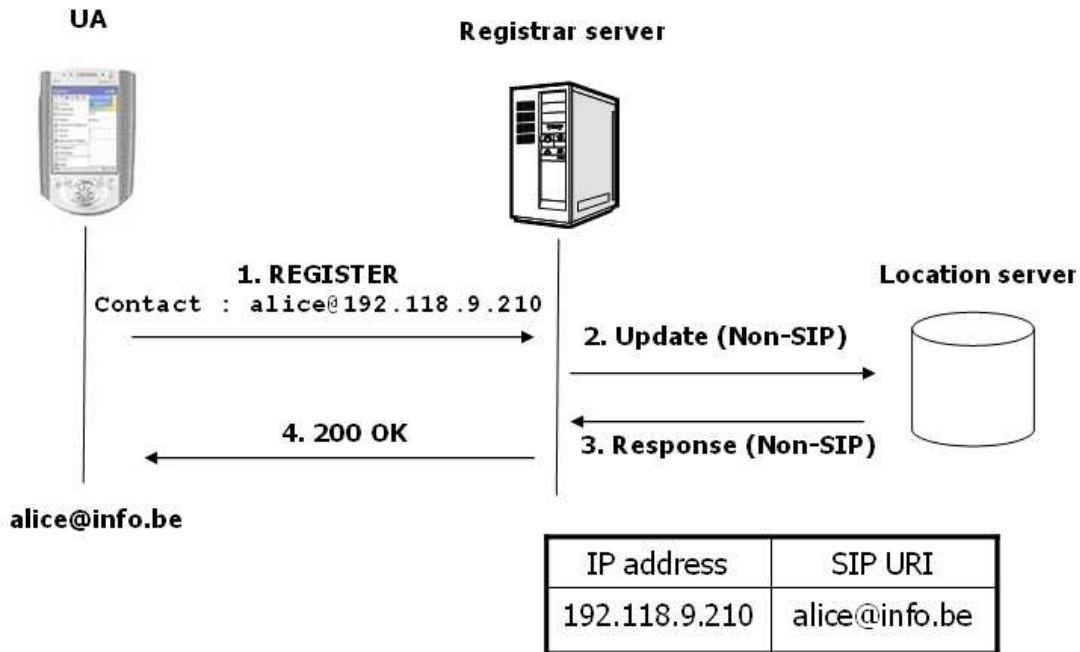 UA
Registrar server
1. REGISTER
Contact : alice@192.118.9.210
Location server
2. Update (Non-SIP)
4. 200 OK
3. Response (Non-SIP)
alice@info.be
IP address SIP URI
192.118.9.210 alice@info.be